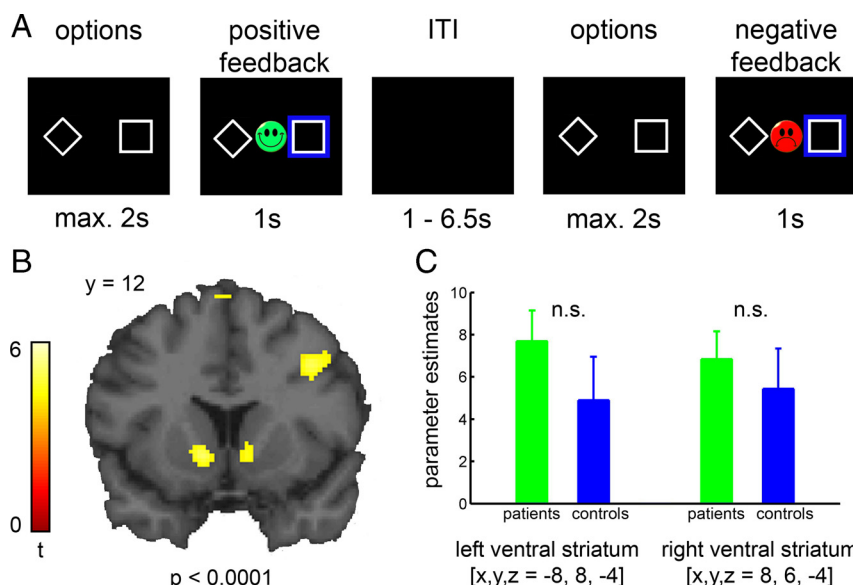 A
options
positive
feedback
ITI
options
negative
feedback
max. 2s
1s
1 - 6.5s
max. 2s
1s
B
y = 12
6
0
t
p < 0.0001
C
parameter estimates
10
8
6
4
2
0
n.s.
n.s.
patients controls
patients controls
left ventral striatum
[x,y,z = -8, 8, -4]
right ventral striatum
[x,y,z = 8, 6, -4]